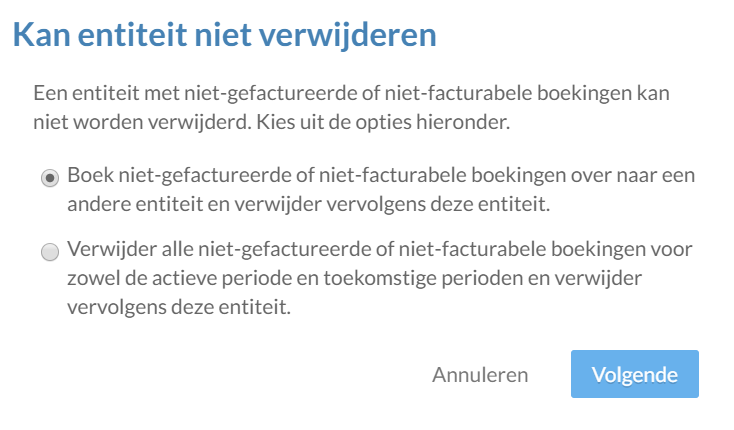 Kan entiteit niet verwijderen
Een entiteit met niet-gefactureerde of niet-facturabele boekingen kan
niet worden verwijderd. Kies uit de opties hieronder.
Boek niet-gefactureerde of niet-facturabele boekingen over naar een
andere entiteit en verwijder vervolgens deze entiteit.
Verwijder alle niet-gefactureerde of niet-facturabele boekingen voor
zowel de actieve periode en toekomstige perioden en verwijder
vervolgens deze entiteit.
Annuleren Volgende